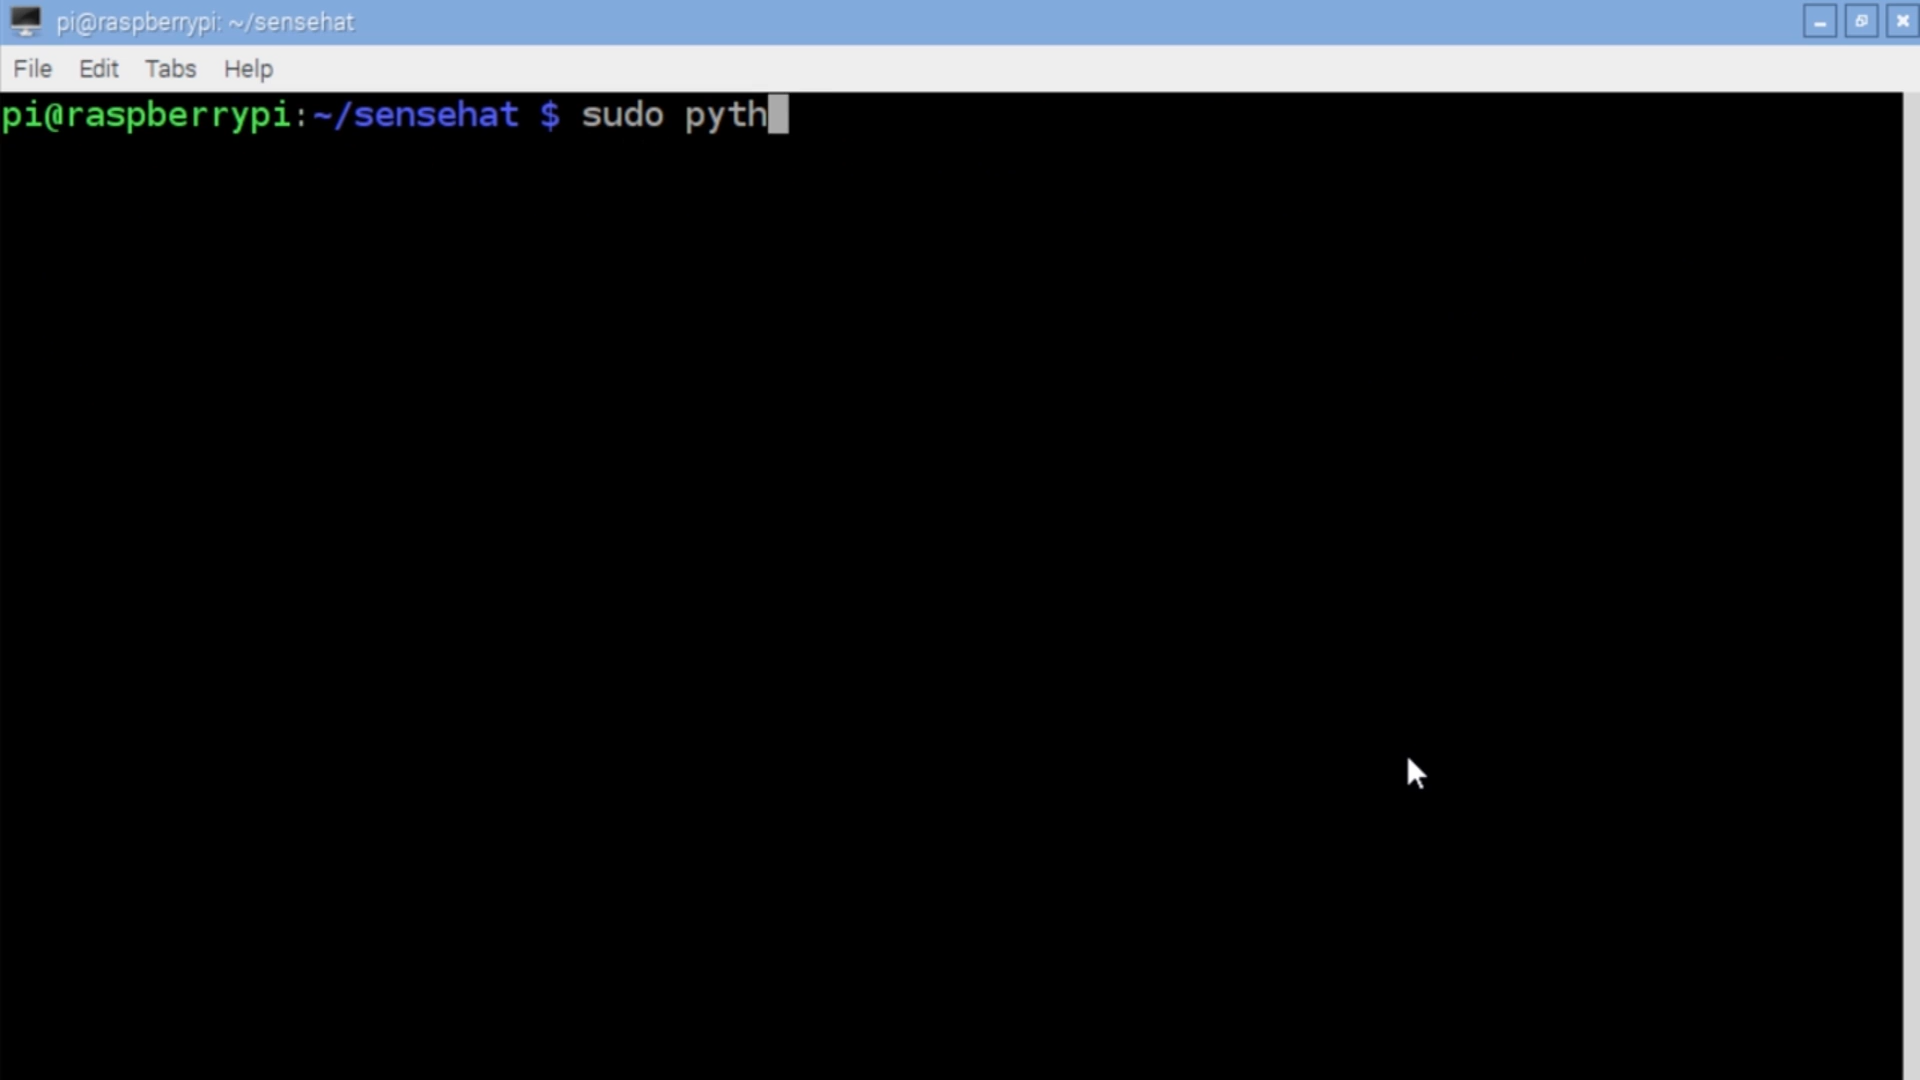 pi@raspberrypi: ~/sensehat
File Edit Tabs Help
pi@raspberrypi:~/sensehat $ sudo pyth